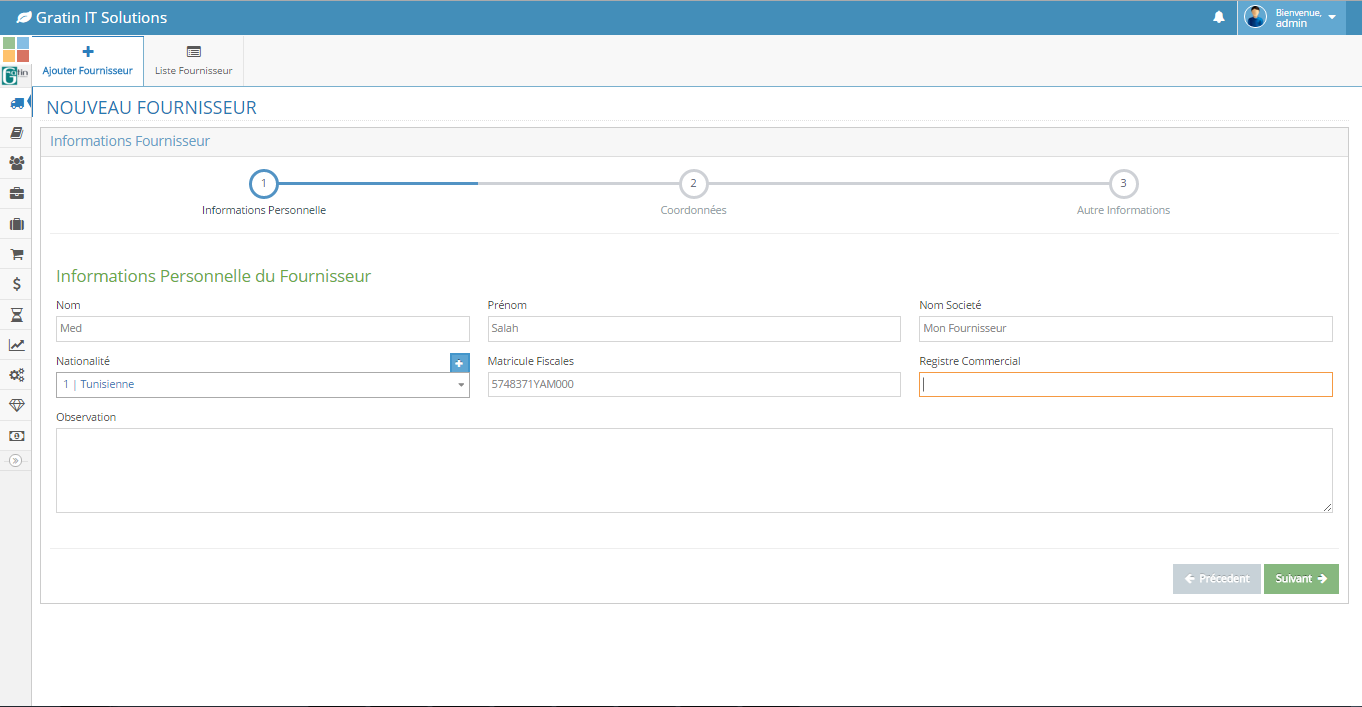 Gratin IT Solutions
Bienvenue,
admin
Ajouter Fournisseur
Liste Fournisseur
NOUVEAU FOURNISSEUR
Informations Fournisseur
1
2
3
Informations Personnelle
Coordonnées
Autre Informations
Informations Personnelle du Fournisseur
Nom
Prénom
Nom Societé
Med
Salah
Mon Fournisseur
Nationalité
Matricule Fiscales
Registre Commercial
1 | Tunisienne
5748371YAM000
Observation
Précedent
Suivant